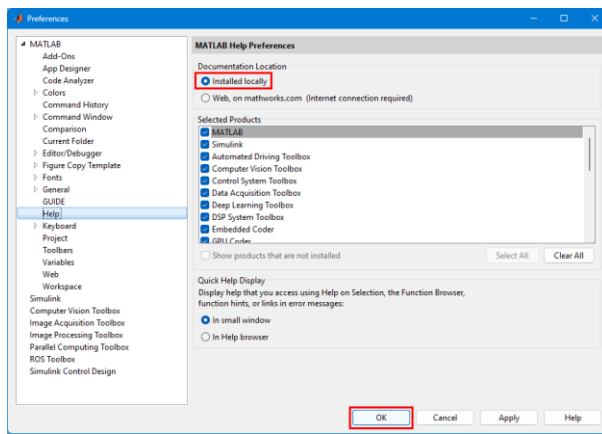 Preferences
MATLAB
Add-Ons
App Designer
Code Analyzer
Colors
Command History
Command Window
Comparison
Current Folder
Editor/Debugger
Figure Copy Template
Fonts
General
GUIDE
Help
Keyboard
Project
Toolbars
Variables
Web
Workspace
Simulink
Computer Vision Toolbox
Image Acquisition Toolbox
Image Processing Toolbox
Parallel Computing Toolbox
ROS Toolbox
Simulink Control Design
MATLAB Help Preferences
Documentation Location
Installed locally
Web, on mathworks.com (Internet connection required)
Selected Products
MATLAB
Simulink
Automated Driving Toolbox
Computer Vision Toolbox
Control System Toolbox
Data Acquisition Toolbox
Deep Learning Toolbox
DSP System Toolbox
Embedded Coder
GPU Coder
Show products that are not installed
Select All
Clear All
Quick Help Display
Display help that you access using Help on Selection, the Function Browser,
function hints, or links in error messages:
In small window
In Help browser
OK
Cancel
Apply
Help